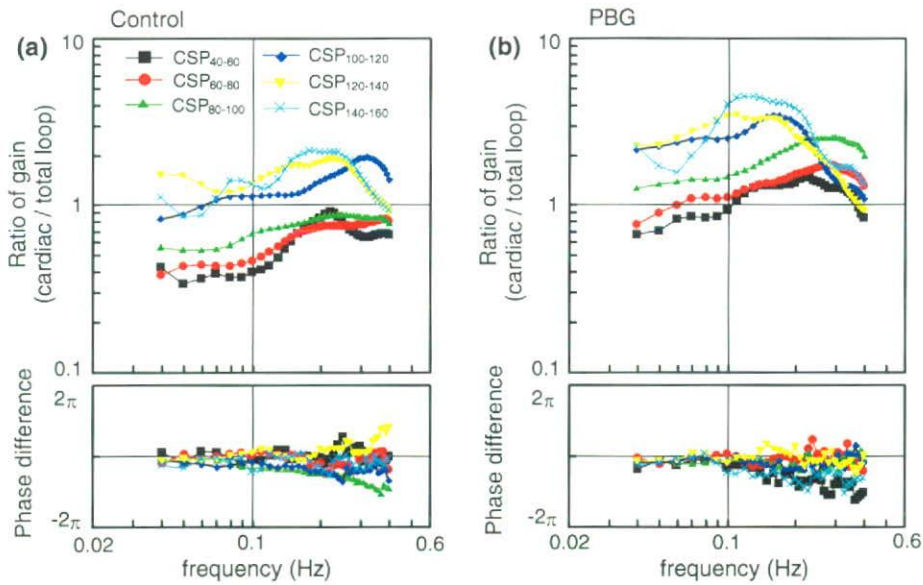 Control
PBG
(a)
(b)
10
1
0.1
Ratio of gain
(cardiac / total loop)
CSP40-60
CSP60-80
CSP80-100
CSP100-120
CSP120-140
CSP140-160
10
1
0.1
Ratio of gain
(cardiac / total loop)
2π
-2π
Phase difference
0.02
0.1
0.6
frequency (Hz)
2π
-2π
Phase difference
0.02
0.1
0.6
frequency (Hz)